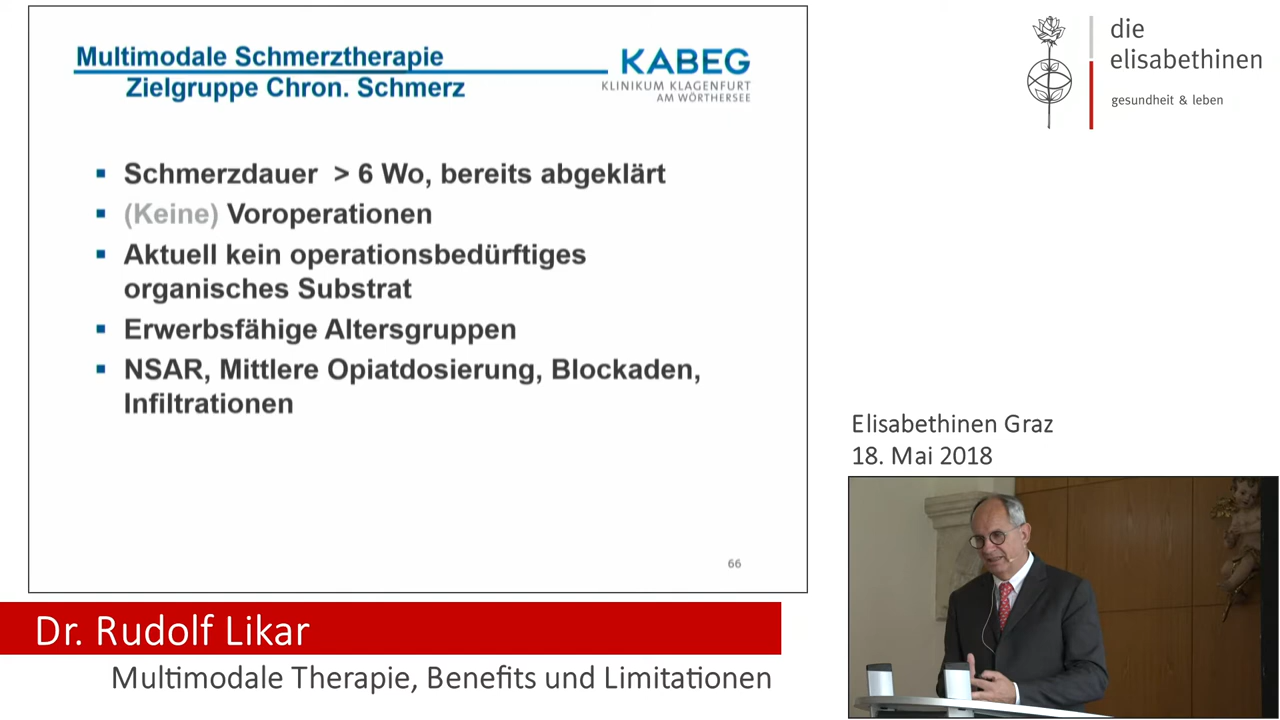 Multimodale Schmerztherapie
Zielgruppe Chron. Schmerz
KABEG
KLINIKUM KLAGENFURT
AM WÖRTHERSEE
▪ Schmerzdauer > 6 Wo, bereits abgeklärt
▪ (Keine) Voroperationen
▪ Aktuell kein operationsbedürftiges
organisches Substrat
▪ Erwerbsfähige Altersgruppen
▪ NSAR, Mittlere Opiatdosierung, Blockaden,
Infiltrationen
66
die
elisabethinen
gesundheit & leben
Elisabethinen Graz
18. Mai 2018
Dr. Rudolf Likar
Multimodale Therapie, Benefits und Limitationen